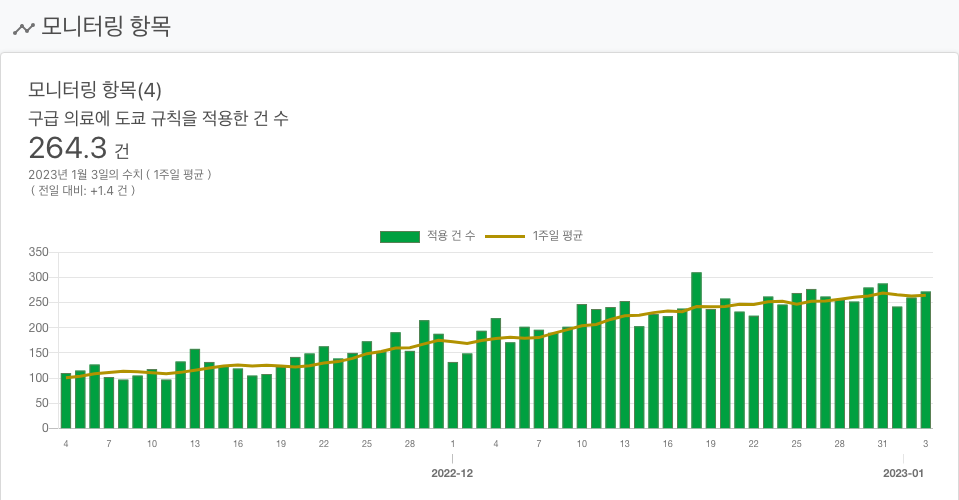 모니터링 항목
모니터링 항목(4)
구급 의료에 도쿄 규칙을 적용한 건 수
264.3 건
2023년 1월 3일의 수치 ( 1주일 평균 )
( 전일 대비: +1.4 건 )
적용 건 수 1주일 평균
350
300
250
200
150
100
50
0
4 7 10 13 16 19 22 25 28 1 4 7 10 13 16 19 22 25 28 31 3
2022-12 2023-01